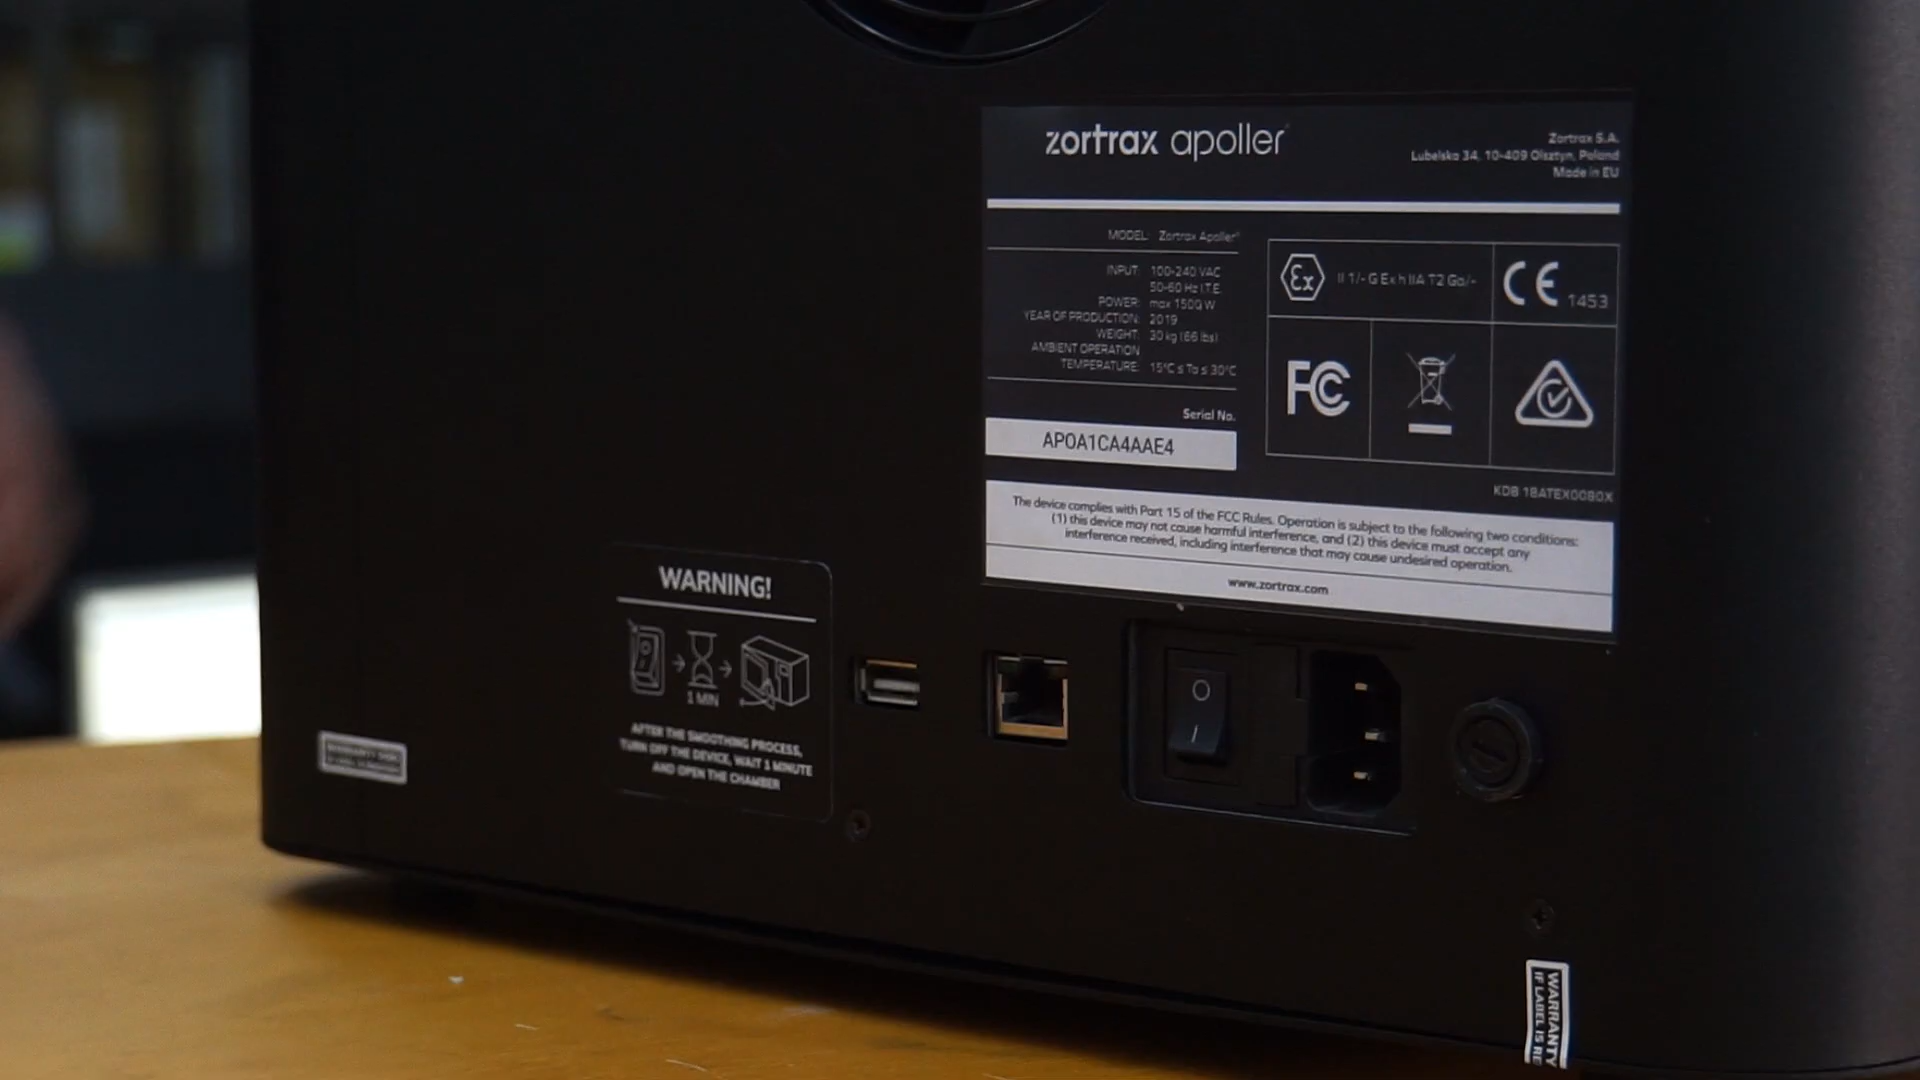 zortrax apoller
Zortrax S.A.
Lubelska 34, 10-409 Olsztyn, Poland
Made in EU
MODEL: Zortrax Apoller
INPUT: 100-240 VAC
50-60 Hz I.T.E.
POWER: max 1500 W
YEAR OF PRODUCTION: 2019
WEIGHT: 30 kg (66 lbs)
AMBIENT OPERATION
TEMPERATURE: 15°C ≤ Ta ≤ 30°C
Serial No.
AP0A1CA4AAE4
Ex
II 1/- G Ex h IIA T2 Ga/-
CE 1453
FC
KDB 18ATEX0080X
The device complies with Part 15 of the FCC Rules. Operation is subject to the following two conditions:
(1) this device may not cause harmful interference, and (2) this device must accept any
interference received, including interference that may cause undesired operation.
www.zortrax.com
WARNING!
1 MIN
AFTER THE SMOOTHING PROCESS,
TURN OFF THE DEVICE, WAIT 1 MINUTE
AND OPEN THE CHAMBER
O
I
WARRANTY
IF LABEL IS RE